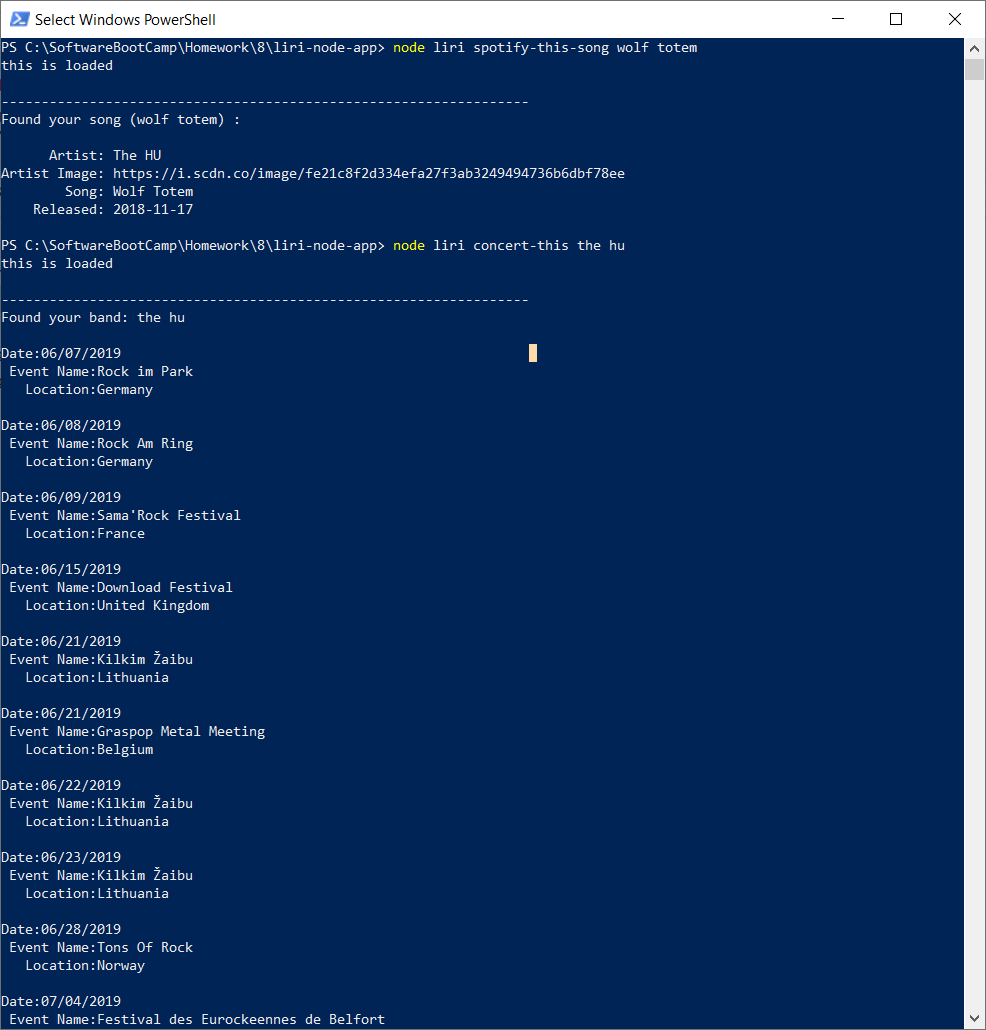 Select Windows PowerShell
PS C:\SoftwareBootCamp\Homework\8\liri-node-app> node liri spotify-this-song wolf totem
this is loaded
------------------------------------------------------------------
Found your song (wolf totem) :
Artist: The HU
Artist Image: https://i.scdn.co/image/fe21c8f2d334efa27f3ab3249494736b6dbf78ee
Song: Wolf Totem
Released: 2018-11-17
PS C:\SoftwareBootCamp\Homework\8\liri-node-app> node liri concert-this the hu
this is loaded
------------------------------------------------------------------
Found your band: the hu
Date:06/07/2019
Event Name:Rock im Park
Location:Germany
Date:06/08/2019
Event Name:Rock Am Ring
Location:Germany
Date:06/09/2019
Event Name:Sama'Rock Festival
Location:France
Date:06/15/2019
Event Name:Download Festival
Location:United Kingdom
Date:06/21/2019
Event Name:Kilkim Žaibu
Location:Lithuania
Date:06/21/2019
Event Name:Graspop Metal Meeting
Location:Belgium
Date:06/22/2019
Event Name:Kilkim Žaibu
Location:Lithuania
Date:06/23/2019
Event Name:Kilkim Žaibu
Location:Lithuania
Date:06/28/2019
Event Name:Tons Of Rock
Location:Norway
Date:07/04/2019
Event Name:Festival des Eurockeennes de Belfort